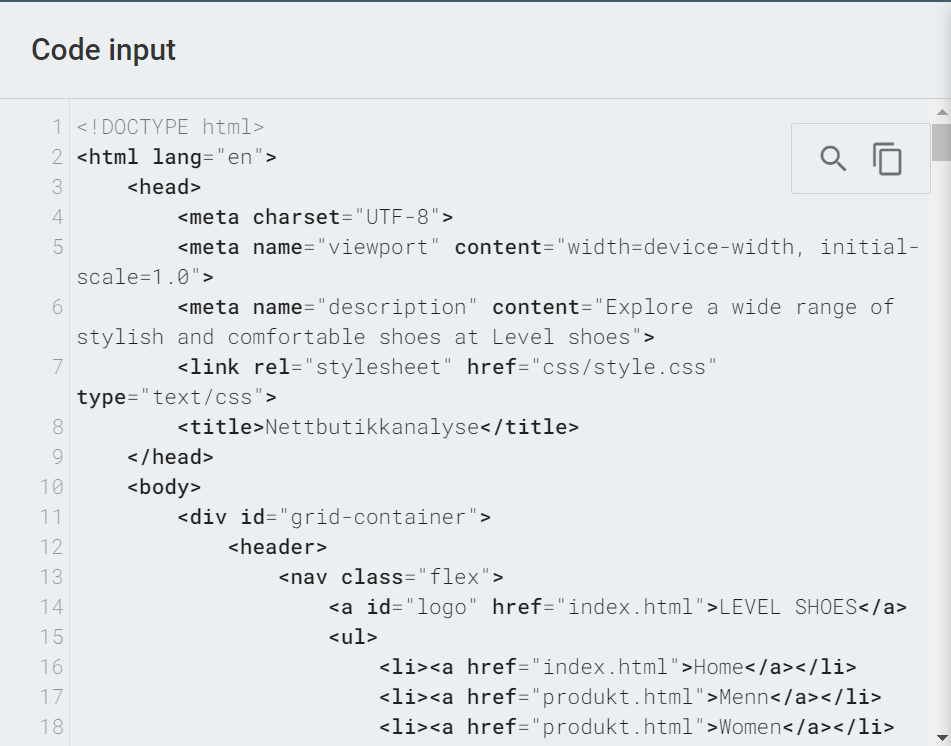 Code input
1 <!DOCTYPE html>
2 <html lang="en">
3 <head>
4 <meta charset="UTF-8">
5 <meta name="viewport" content="width=device-width, initial-
scale=1.0">
6 <meta name="description" content="Explore a wide range of
stylish and comfortable shoes at Level shoes">
7 <link rel="stylesheet" href="css/style.css"
type="text/css">
8 <title>Nettbutikkanalyse</title>
9 </head>
10 <body>
11 <div id="grid-container">
12 <header>
13 <nav class="flex">
14 <a id="logo" href="index.html">LEVEL SHOES</a>
15 <ul>
16 <li><a href="index.html">Home</a></li>
17 <li><a href="produkt.html">Menn</a></li>
18 <li><a href="produkt.html">Women</a></li>